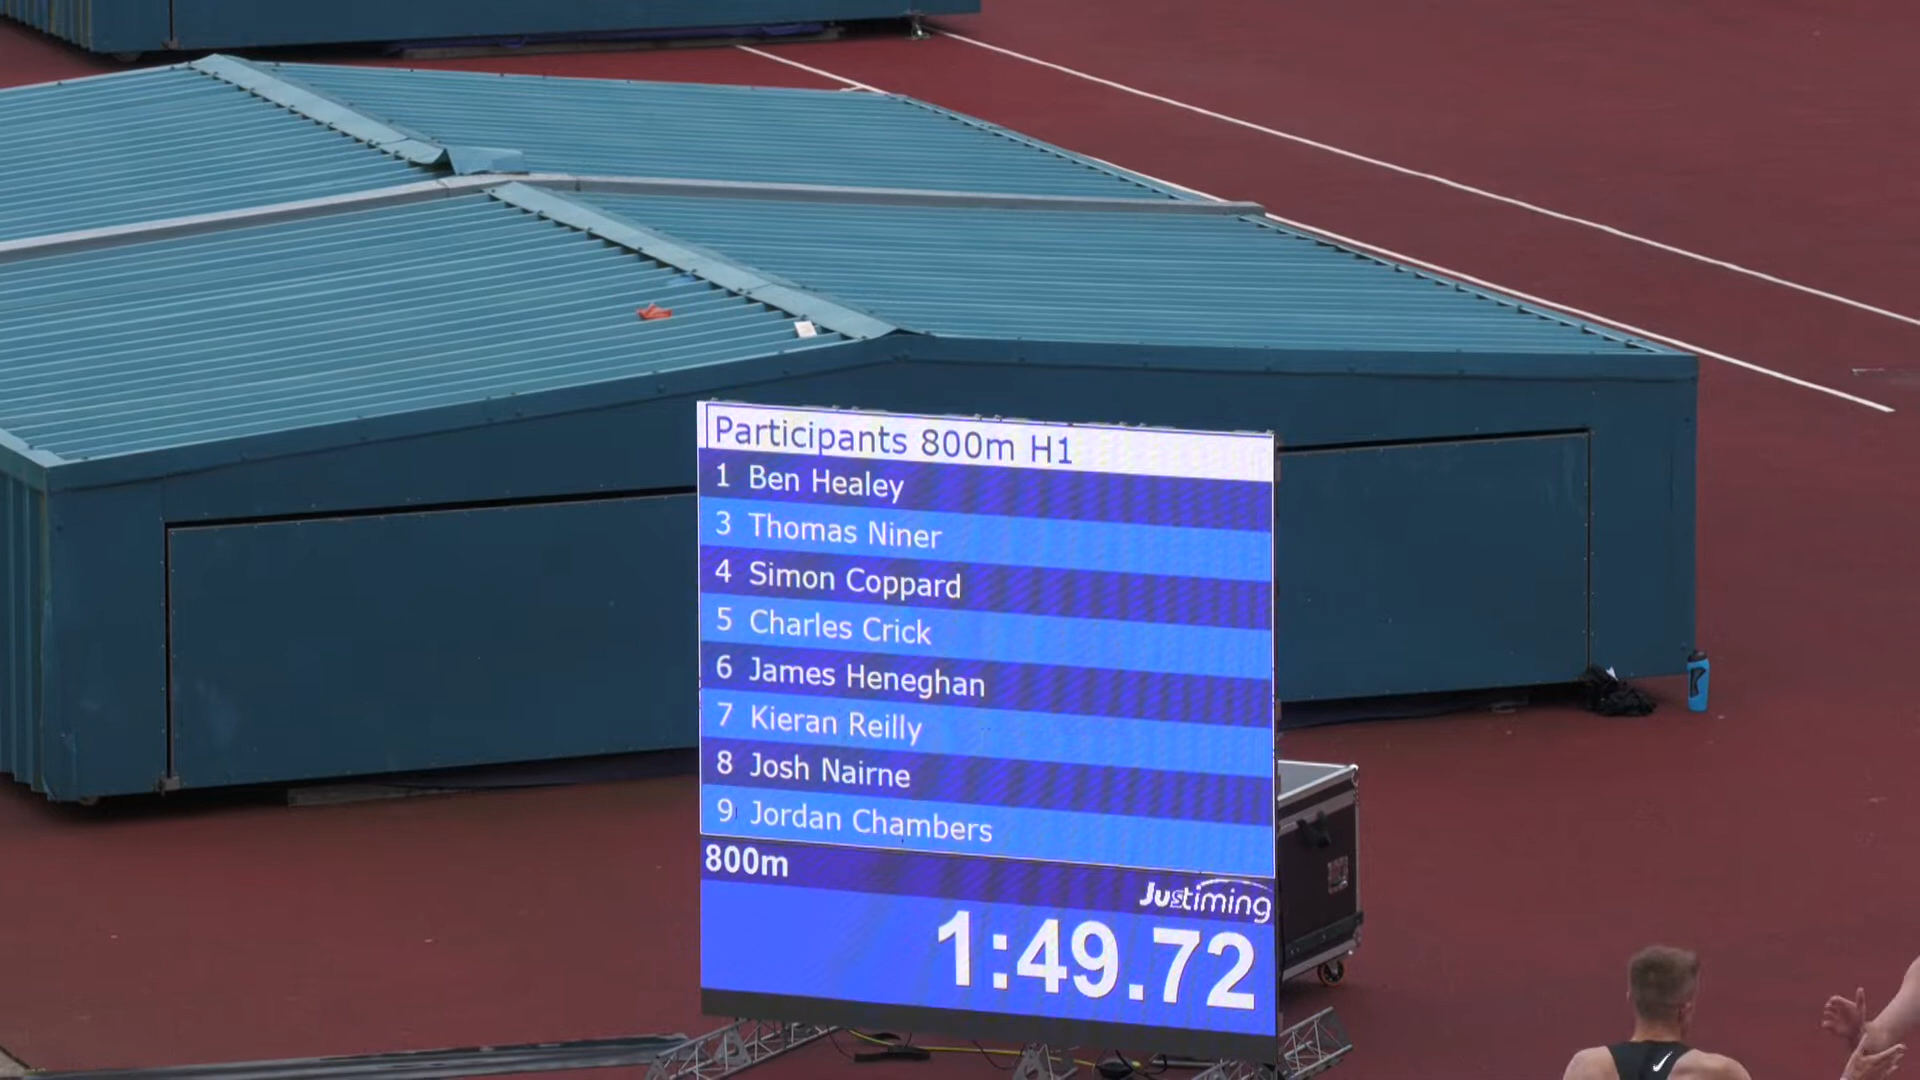 Participants 800m H1
1 Ben Healey
3 Thomas Niner
4 Simon Coppard
5 Charles Crick
6 James Heneghan
7 Kieran Reilly
8 Josh Nairne
9 Jordan Chambers
800m
Justiming
1:49.72